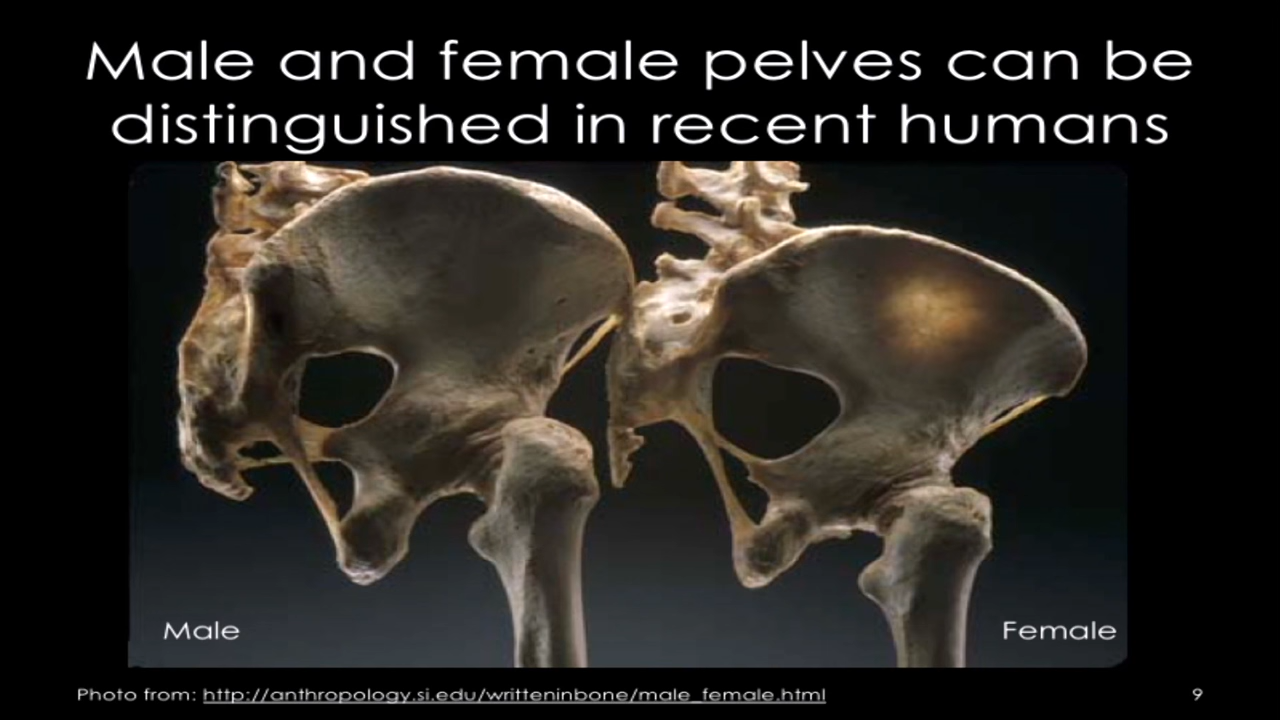 Male and female pelves can be
distinguished in recent humans
Male
Female
Photo from: http://anthropology.si.edu/writteninbone/male_female.html
9